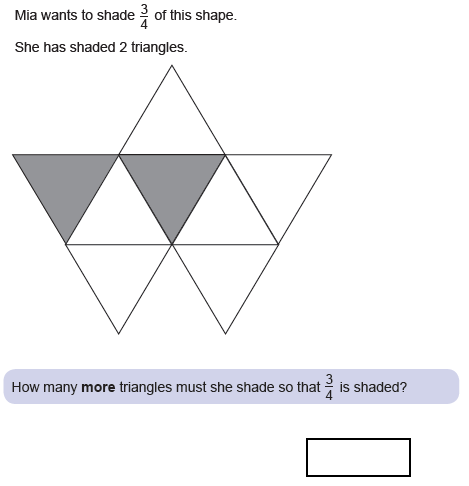 Mia wants to shade 3/4 of this shape.
She has shaded 2 triangles.
How many more triangles must she shade so that 3/4 is shaded?